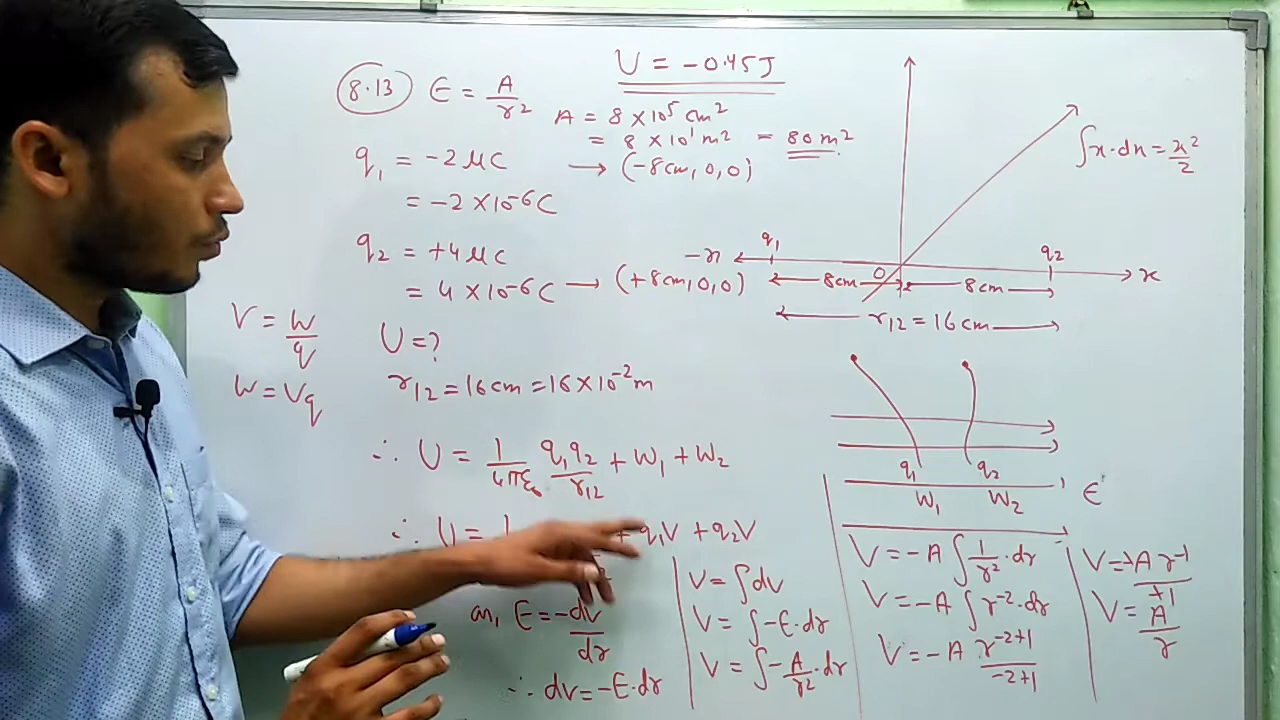 U = -0.45J
8.13 E = A/r²
A = 8 × 10⁵ cm²
= 8 × 10¹ m² = 80 m².
q₁ = -2 μC → (-8cm, 0, 0)
= -2 × 10⁻⁶ C
q₂ = +4 μC
= 4 × 10⁻⁶ C → (+8cm, 0, 0)
V = W/q
W = Vq
U = ?
r₁₂ = 16 cm = 16 × 10⁻² m
∴ U = 1/4πε₀ q₁q₂/r₁₂ + W₁ + W₂
∴ U = 1 + q₁V + q₂V
as, E = -dv/dr
∴ dv = -E·dr
V = ∫dv
V = ∫-E·dr
V = ∫-A/r²·dr
∫x·dx = x²/2
q₁ q₂
-x O x
8cm 8cm
r₁₂ = 16 cm
q₁ q₂
W₁ W₂ E
V = -A ∫1/r²·dr
V = -A ∫r⁻²·dr
V = -A r⁻²⁺¹/-2+1
V = +A r⁻¹/+1
V = A/r